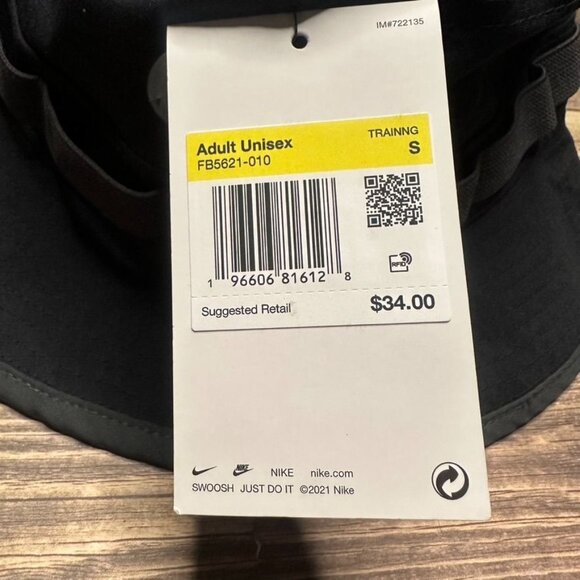 IM#722135
Adult Unisex TRAINNG
FB5621-010 S
1 96606 81612 8
RFID
Suggested Retail $34.00
NIKE nike.com
SWOOSH JUST DO IT ©2021 Nike